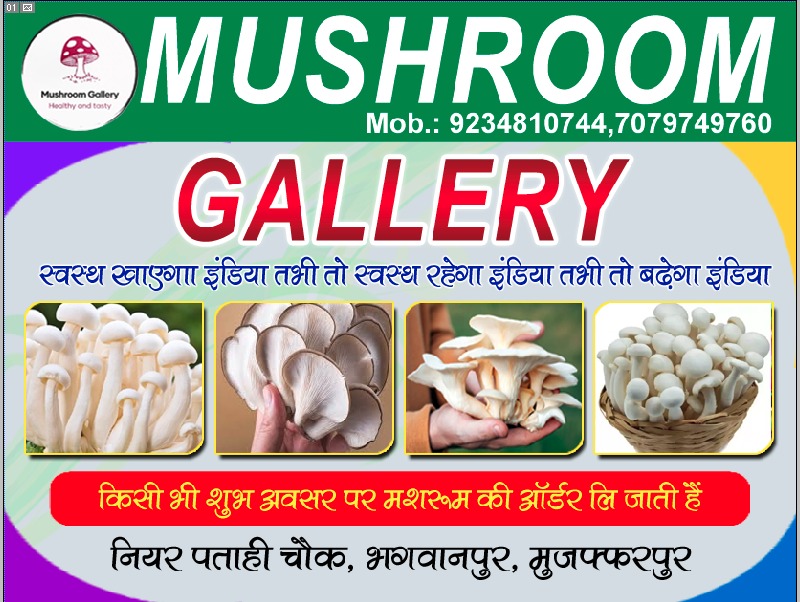 01
Mushroom Gallery
Healthy and tasty
MUSHROOM
Mob.: 9234810744,7079749760
GALLERY
स्वस्थ खाएगाा इंडिया तभी तो स्वस्थ रहेगा इंडिया तभी तो बढ़ेगा इंडिया
किसी भी शुभ अवसर पर मशरूम की ऑर्डर लि जाती हैं
नियर पताही चौक, भगवानपुर, मुजफ्फरपुर